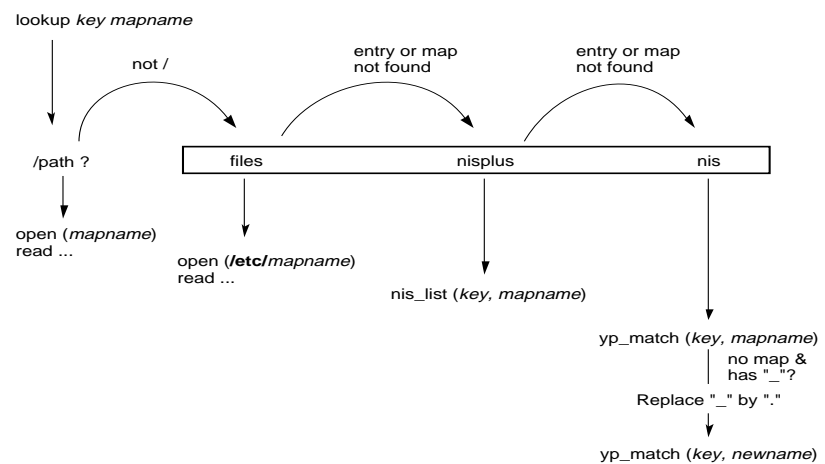 lookup key mapname
not /
entry or map
not found
entry or map
not found
/path ?
files nisplus nis
open (mapname)
read ...
open (/etc/mapname)
read ...
nis_list (key, mapname)
yp_match (key, mapname)
no map &
has "_"?
Replace "_" by "."
yp_match (key, newname)